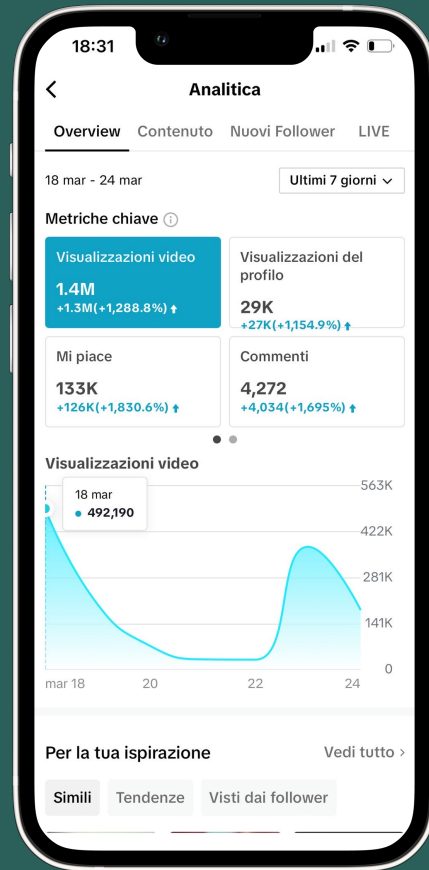 18:31
Analitica
Overview Contenuto Nuovi Follower LIVE
18 mar - 24 mar
Ultimi 7 giorni
Metriche chiave
Visualizzazioni video
1.4M
+1.3M(+1,288.8%)
Visualizzazioni del
profilo
29K
+27K(+1,154.9%)
Mi piace
133K
+126K(+1,830.6%)
Commenti
4,272
+4,034(+1,695%)
Visualizzazioni video
18 mar
492,190
563K
422K
281K
141K
0
mar 18 20 22 24
Per la tua ispirazione
Vedi tutto
Simili Tendenze Visti dai follower